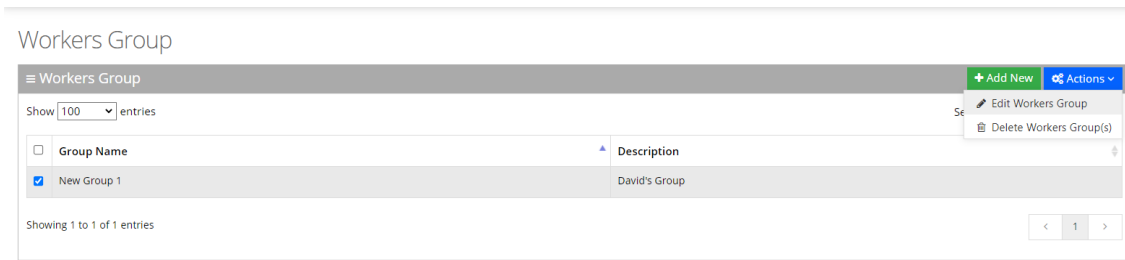 Workers Group
Workers Group
Add New Actions
Edit Workers Group
Delete Workers Group(s)
Show 100 entries
Se
Group Name Description
New Group 1 David's Group
Showing 1 to 1 of 1 entries
< 1 >